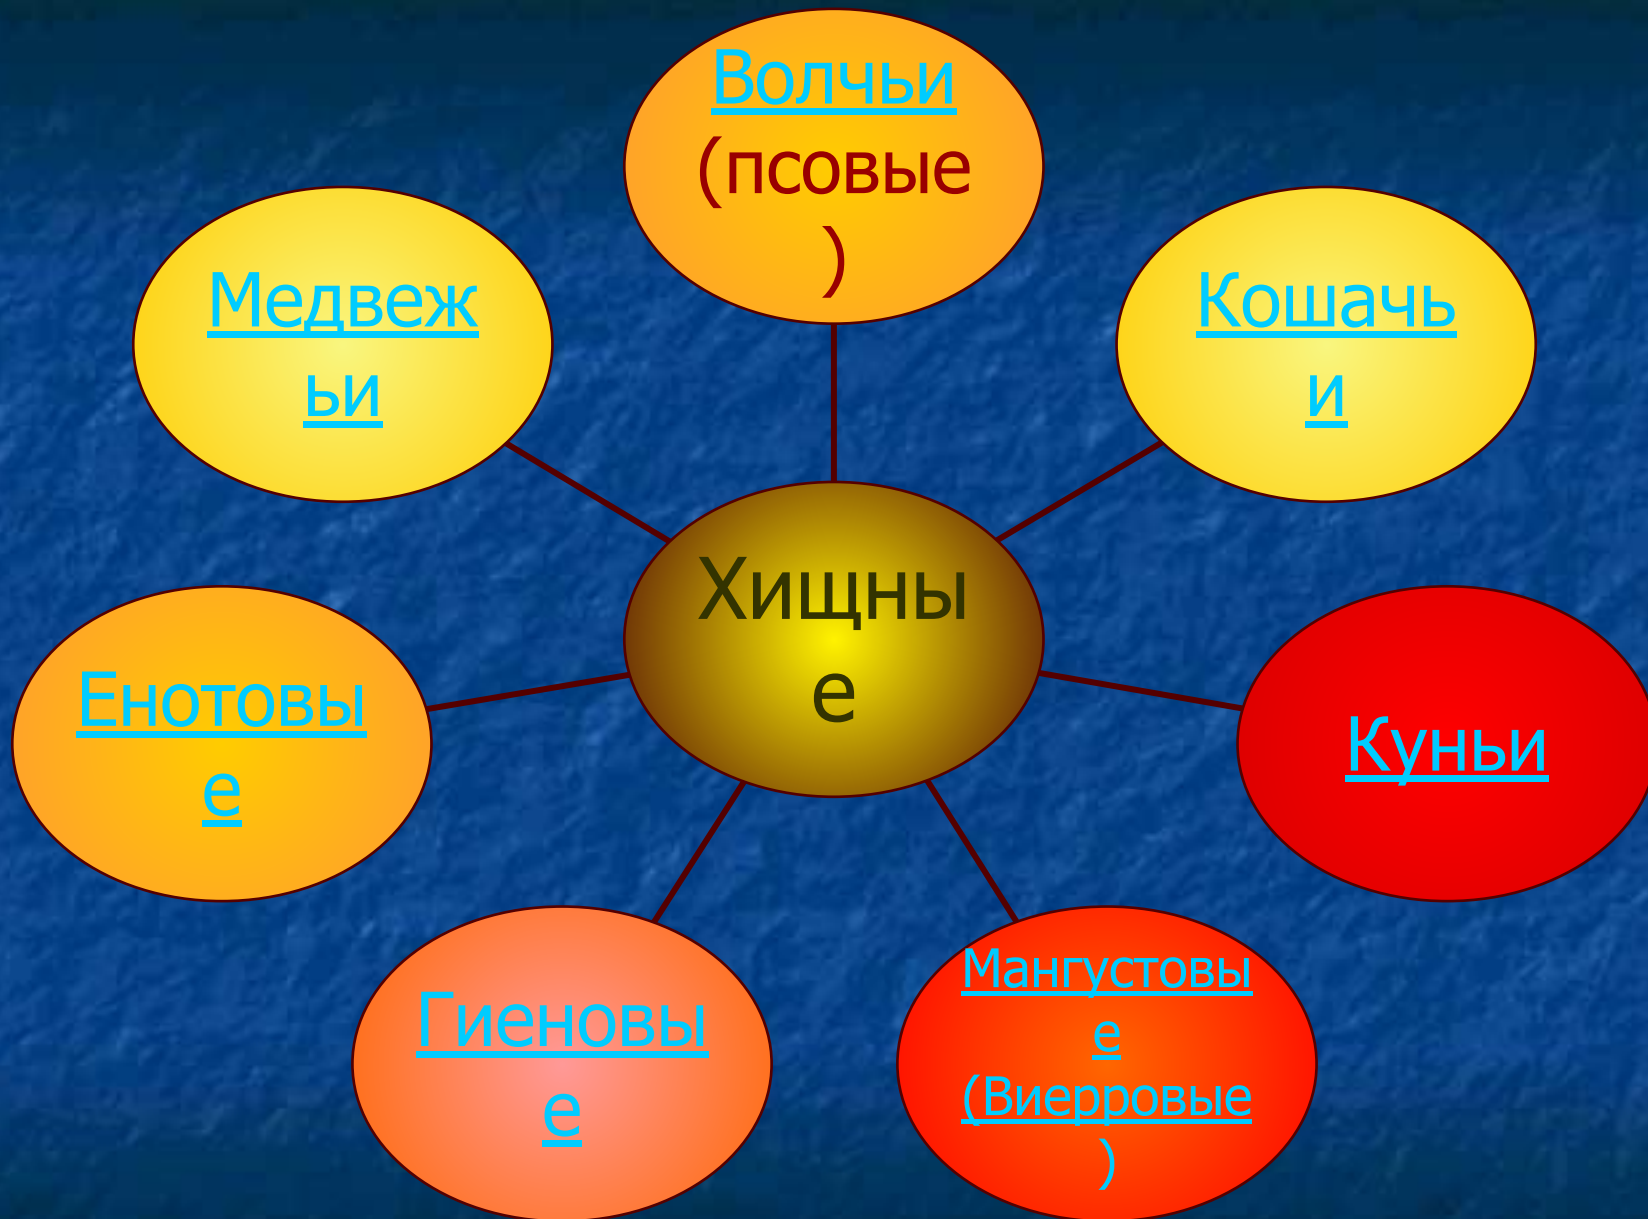 Волчьи
(псовые
)
Медвеж
ьи
Кошачь
и
Хищны
е
Енотовы
е
Куньи
Гиеновы
е
Мангустовы
е
(Виерровые
)